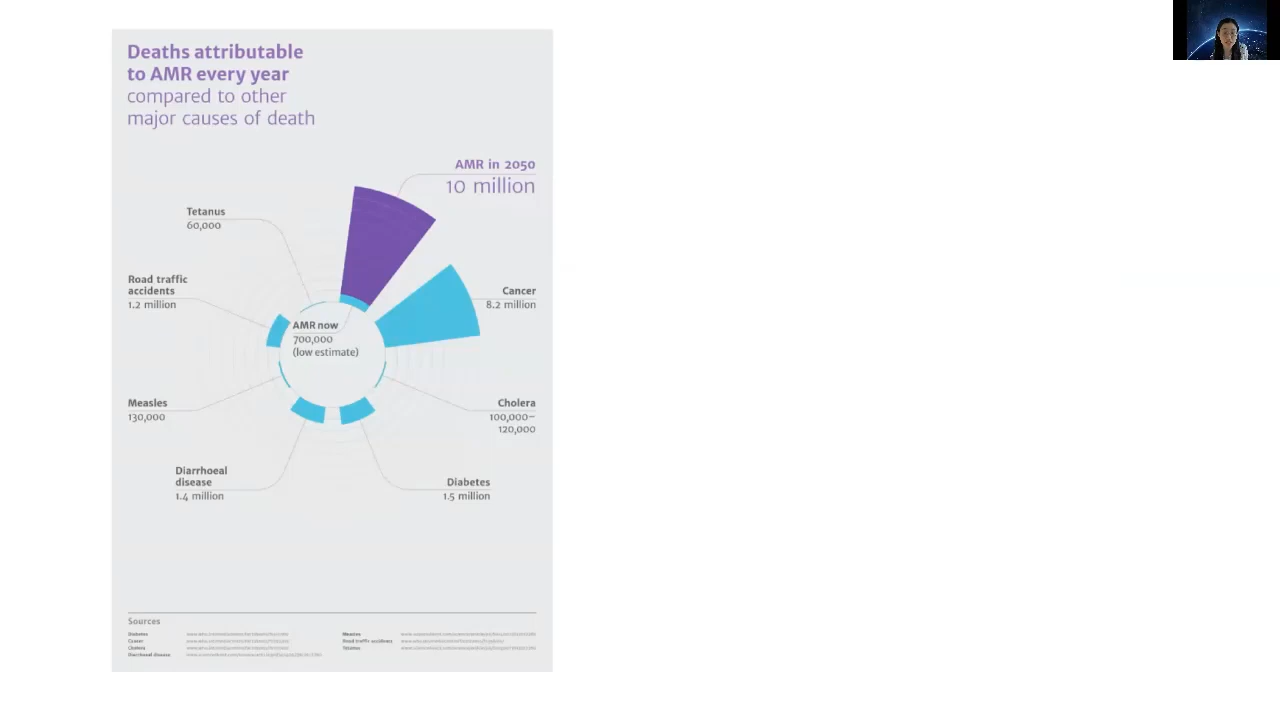 Deaths attributable
to AMR every year
compared to other
major causes of death
AMR in 2050
10 million
Tetanus
60,000
Road traffic
accidents
1.2 million
Cancer
8.2 million
AMR now
700,000
(low estimate)
Measles
130,000
Cholera
100,000–
120,000
Diarrhoeal
disease
1.4 million
Diabetes
1.5 million
Sources
Diabetes
Cancer
Cholera
Diarrhoeal disease
Measles
Road traffic accidents
Tetanus